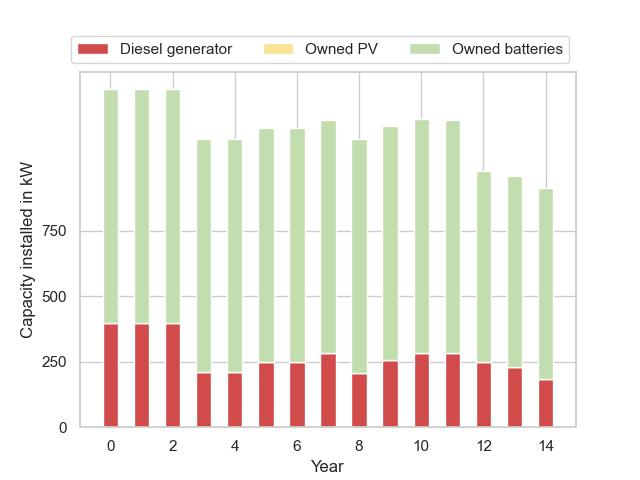 Diesel generator Owned PV Owned batteries
Capacity installed in kW
750
500
250
0
0 2 4 6 8 10 12 14
Year